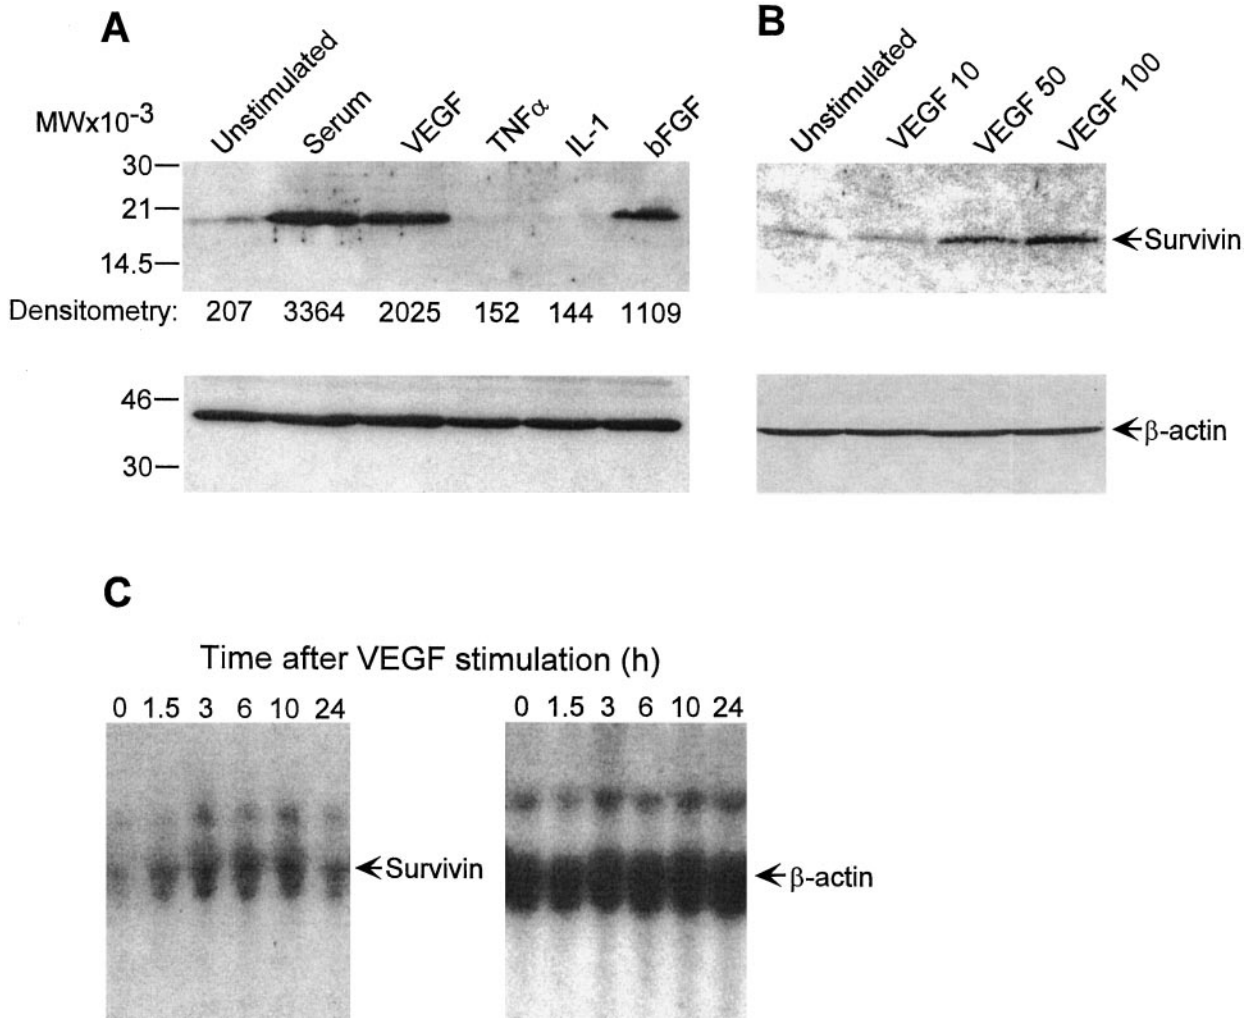 A
Unstimulated Serum VEGF TNFα IL-1 bFGF
MWx10-3
30
21
14.5
Densitometry: 207 3364 2025 152 144 1109
46
30
B
Unstimulated VEGF 10 VEGF 50 VEGF 100
Survivin
β-actin
C
Time after VEGF stimulation (h)
0 1.5 3 6 10 24
Survivin
0 1.5 3 6 10 24
β-actin